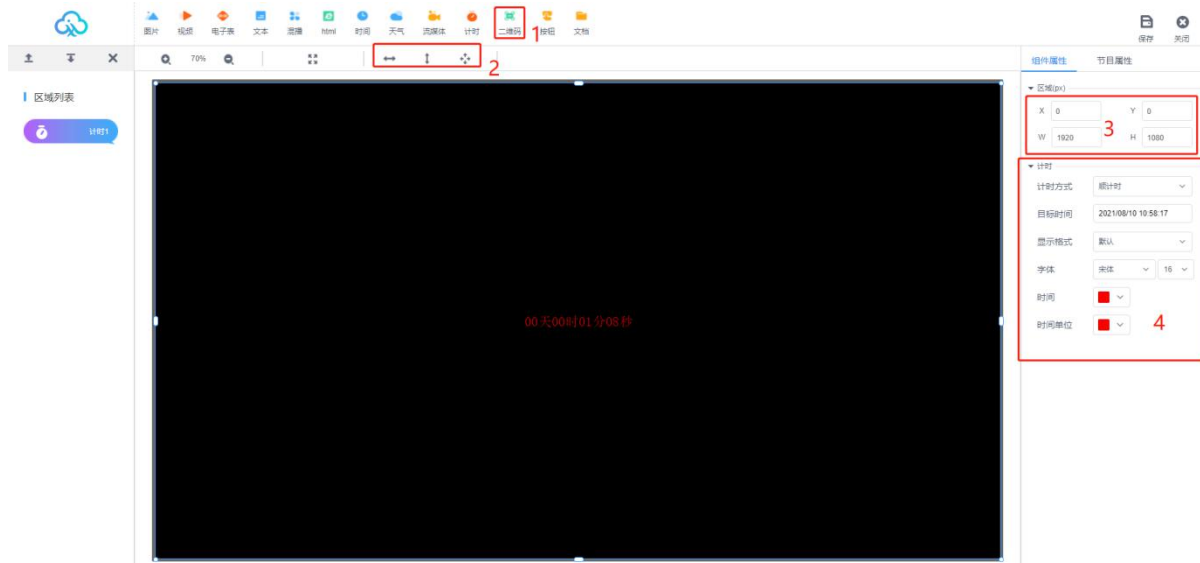 图片 视频 电子表 文本 混播 html 时间 天气 流媒体 计时 二维码 按钮 文档
1
保存 关闭
70%
2
组件属性 节目属性
区域列表
计时1
区域(px)
X 0 Y 0
3
W 1920 H 1080
计时
计时方式 顺计时
目标时间 2021/08/10 10:58:17
显示格式 默认
字体 宋体 16
时间
时间单位
4
00天00时01分08秒